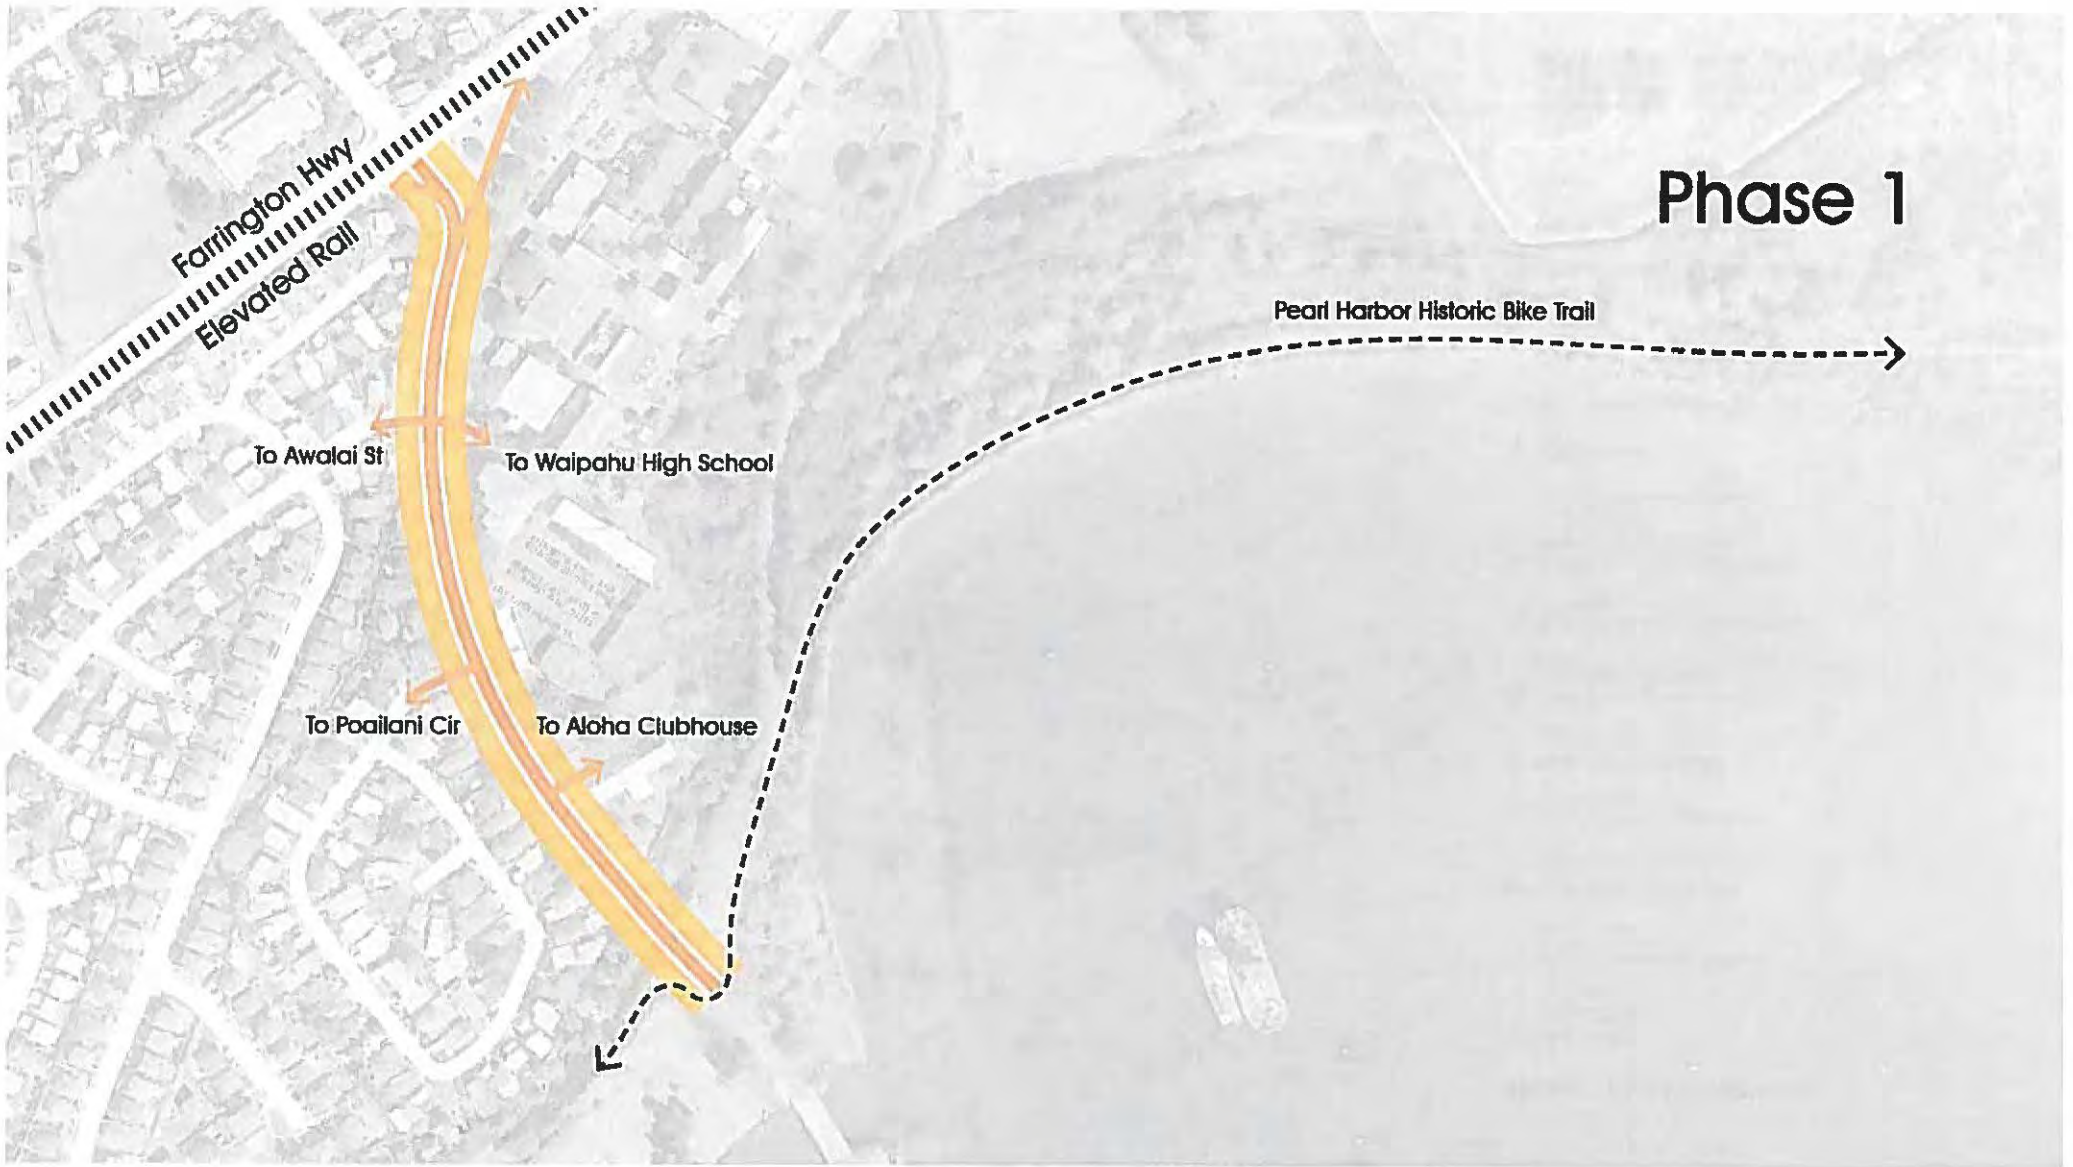 Farrington Hwy
Elevated Rail
Phase 1
Pearl Harbor Historic Bike Trail
To Awalai St
To Waipahu High School
To Poailani Cir
To Aloha Clubhouse